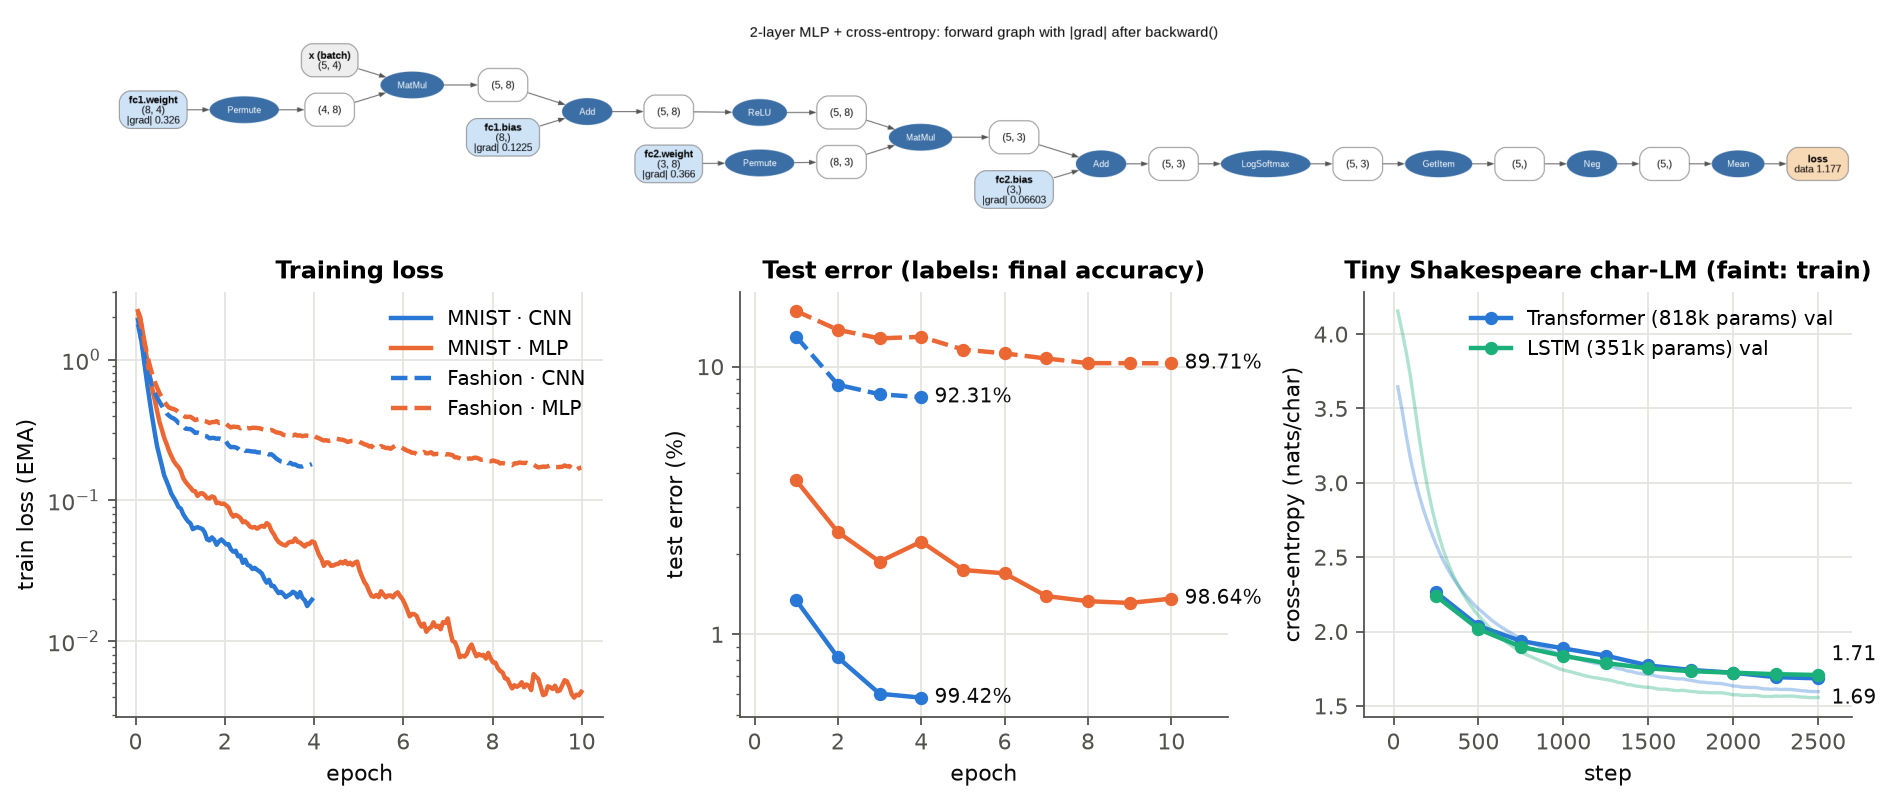 2-layer MLP + cross-entropy: forward graph with |grad| after backward()
x (batch)
(5, 4)
fc1.weight
(8, 4)
|grad| 0.326
Permute
(4, 8)
MatMul
(5, 8)
fc1.bias
(8,)
|grad| 0.1225
Add
(5, 8)
ReLU
(5, 8)
fc2.weight
(3, 8)
|grad| 0.366
Permute
(8, 3)
MatMul
(5, 3)
fc2.bias
(3,)
|grad| 0.06603
Add
(5, 3)
LogSoftmax
(5, 3)
GetItem
(5,)
Neg
(5,)
Mean
loss
data 1.177
Training loss
MNIST · CNN
MNIST · MLP
Fashion · CNN
Fashion · MLP
train loss (EMA)
10⁰
10⁻¹
10⁻²
0 2 4 6 8 10
epoch
Test error (labels: final accuracy)
test error (%)
10
1
89.71%
92.31%
98.64%
99.42%
0 2 4 6 8 10
epoch
Tiny Shakespeare char-LM (faint: train)
Transformer (818k params) val
LSTM (351k params) val
cross-entropy (nats/char)
4.0
3.5
3.0
2.5
2.0
1.5
1.71
1.69
0 500 1000 1500 2000 2500
step